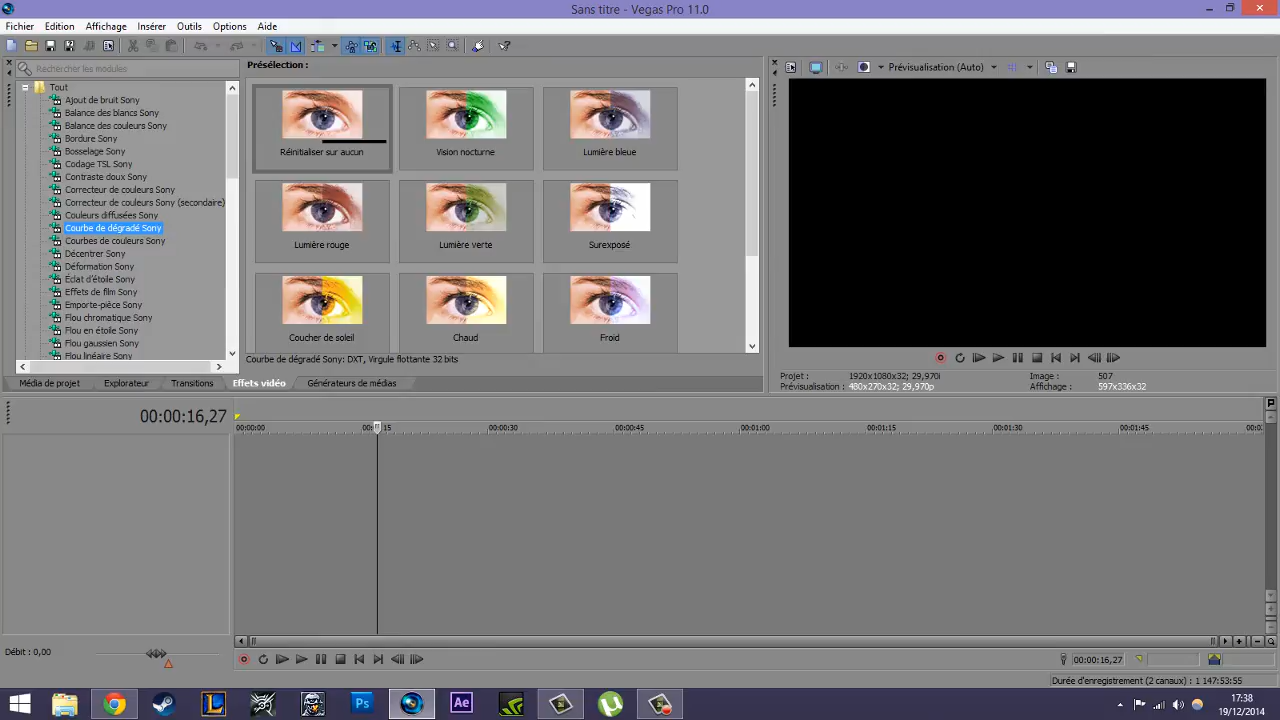 Sans titre - Vegas Pro 11.0
Fichier Edition Affichage Insérer Outils Options Aide
Rechercher les modules
Tout
Ajout de bruit Sony
Balance des blancs Sony
Balance des couleurs Sony
Bordure Sony
Bosselage Sony
Codage TSL Sony
Contraste doux Sony
Correcteur de couleurs Sony
Correcteur de couleurs Sony (secondaire)
Couleurs diffusées Sony
Courbe de dégradé Sony
Courbes de couleurs Sony
Décentrer Sony
Déformation Sony
Éclat d'étoile Sony
Effets de film Sony
Emporte-pièce Sony
Flou chromatique Sony
Flou en étoile Sony
Flou gaussien Sony
Flou linéaire Sony
Présélection :
Réinitialiser sur aucun
Vision nocturne
Lumière bleue
Lumière rouge
Lumière verte
Surexposé
Coucher de soleil
Chaud
Froid
Courbe de dégradé Sony: DXT, Virgule flottante 32 bits
Média de projet Explorateur Transitions Effets vidéo Générateurs de médias
Prévisualisation (Auto)
Projet : 1920x1080x32; 29,970i Image : 507
Prévisualisation : 480x270x32; 29,970p Affichage : 597x336x32
00:00:16,27
00:00:00 00:00:15 00:00:30 00:00:45 00:01:00 00:01:15 00:01:30 00:01:45
Débit : 0,00
00:00:16,27
Durée d'enregistrement (2 canaux) : 1 147:53:55
Ps
Ae
17:38
19/12/2014